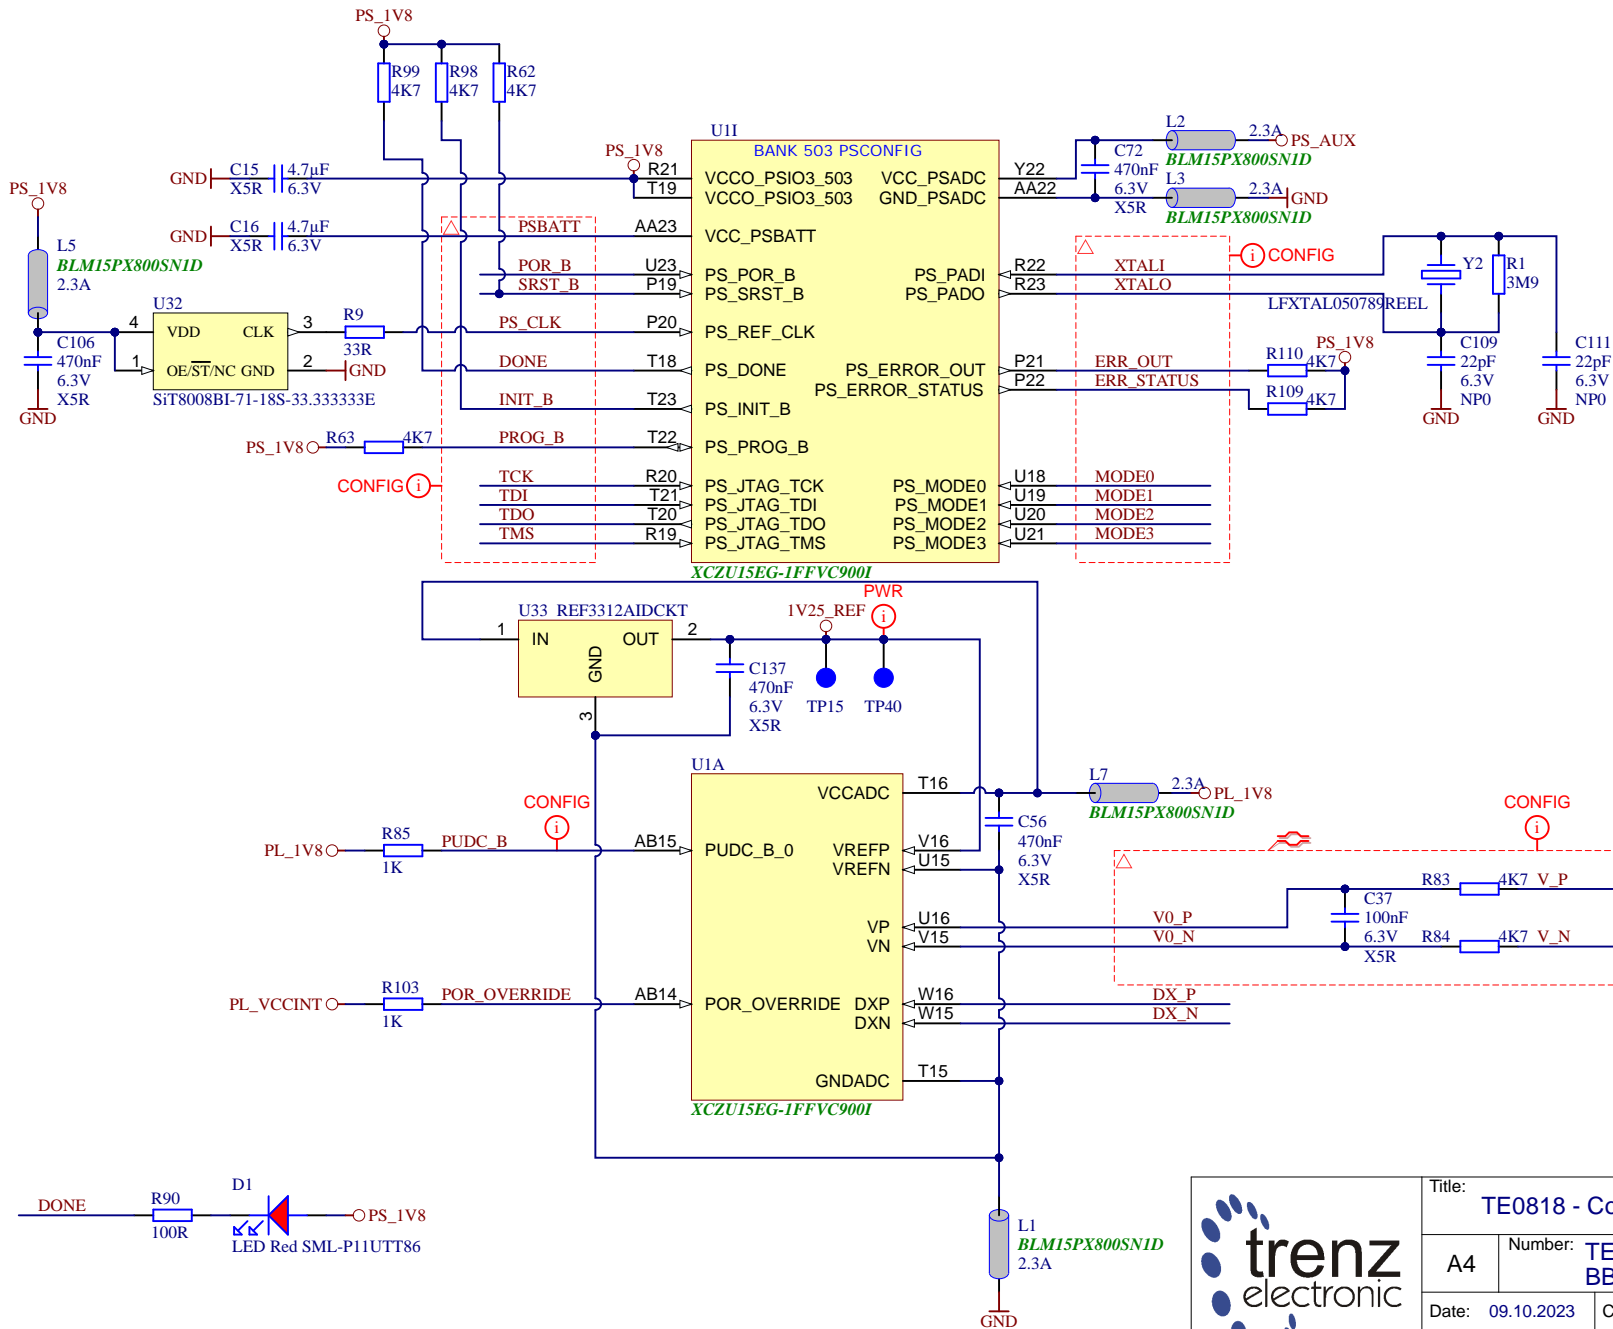 PS_1V8
R99
4K7
R98
4K7
R62
4K7
PS_1V8
L5
BLM15PX800SN1D
2.3A
GND
C15
X5R
4.7µF
6.3V
PS_1V8
GND
C16
X5R
4.7µF
6.3V
U32
4
VDD
CLK
3
1
OE/ST/NC
GND
2
GND
SiT8008BI-71-18S-33.333333E
C106
470nF
6.3V
X5R
GND
R9
33R
PS_1V8
R63
4K7
CONFIG
PSBATT
POR_B
SRST_B
PS_CLK
DONE
INIT_B
PROG_B
TCK
TDI
TDO
TMS
U1I
BANK 503 PSCONFIG
R21
VCCO_PSIO3_503
T19
VCCO_PSIO3_503
AA23
VCC_PSBATT
U23
PS_POR_B
P19
PS_SRST_B
P20
PS_REF_CLK
T18
PS_DONE
T23
PS_INIT_B
T22
PS_PROG_B
R20
PS_JTAG_TCK
T21
PS_JTAG_TDI
T20
PS_JTAG_TDO
R19
PS_JTAG_TMS
VCC_PSADC
Y22
GND_PSADC
AA22
PS_PADI
R22
PS_PADO
R23
PS_ERROR_OUT
P21
PS_ERROR_STATUS
P22
PS_MODE0
U18
PS_MODE1
U19
PS_MODE2
U20
PS_MODE3
U21
XCZU15EG-1FFVC900I
C72
470nF
6.3V
X5R
L2
2.3A
PS_AUX
BLM15PX800SN1D
L3
2.3A
GND
BLM15PX800SN1D
CONFIG
XTALI
XTALO
ERR_OUT
ERR_STATUS
MODE0
MODE1
MODE2
MODE3
Y2
LFXTAL050789REEL
R1
3M9
PS_1V8
R110
4K7
R109
4K7
C109
22pF
6.3V
NP0
GND
C111
22pF
6.3V
NP0
GND
U33
REF3312AIDCKT
1
IN
OUT
2
GND
3
C137
470nF
6.3V
X5R
1V25_REF
PWR
TP15
TP40
U1A
VCCADC
T16
PUDC_B_0
AB15
VREFP
V16
VREFN
U15
VP
U16
VN
V15
POR_OVERRIDE
AB14
DXP
W16
DXN
W15
GNDADC
T15
XCZU15EG-1FFVC900I
PL_1V8
R85
1K
PUDC_B
CONFIG
PL_VCCINT
R103
1K
POR_OVERRIDE
L7
2.3A
PL_1V8
BLM15PX800SN1D
C56
470nF
6.3V
X5R
CONFIG
V0_P
V0_N
C37
100nF
6.3V
X5R
R83
4K7
V_P
R84
4K7
V_N
DX_P
DX_N
DONE
R90
100R
D1
LED Red SML-P11UTT86
PS_1V8
L1
BLM15PX800SN1D
2.3A
GND
trenz
electronic
Title:
TE0818 - Co
A4
Number:
TE
BB
Date:
09.10.2023
C